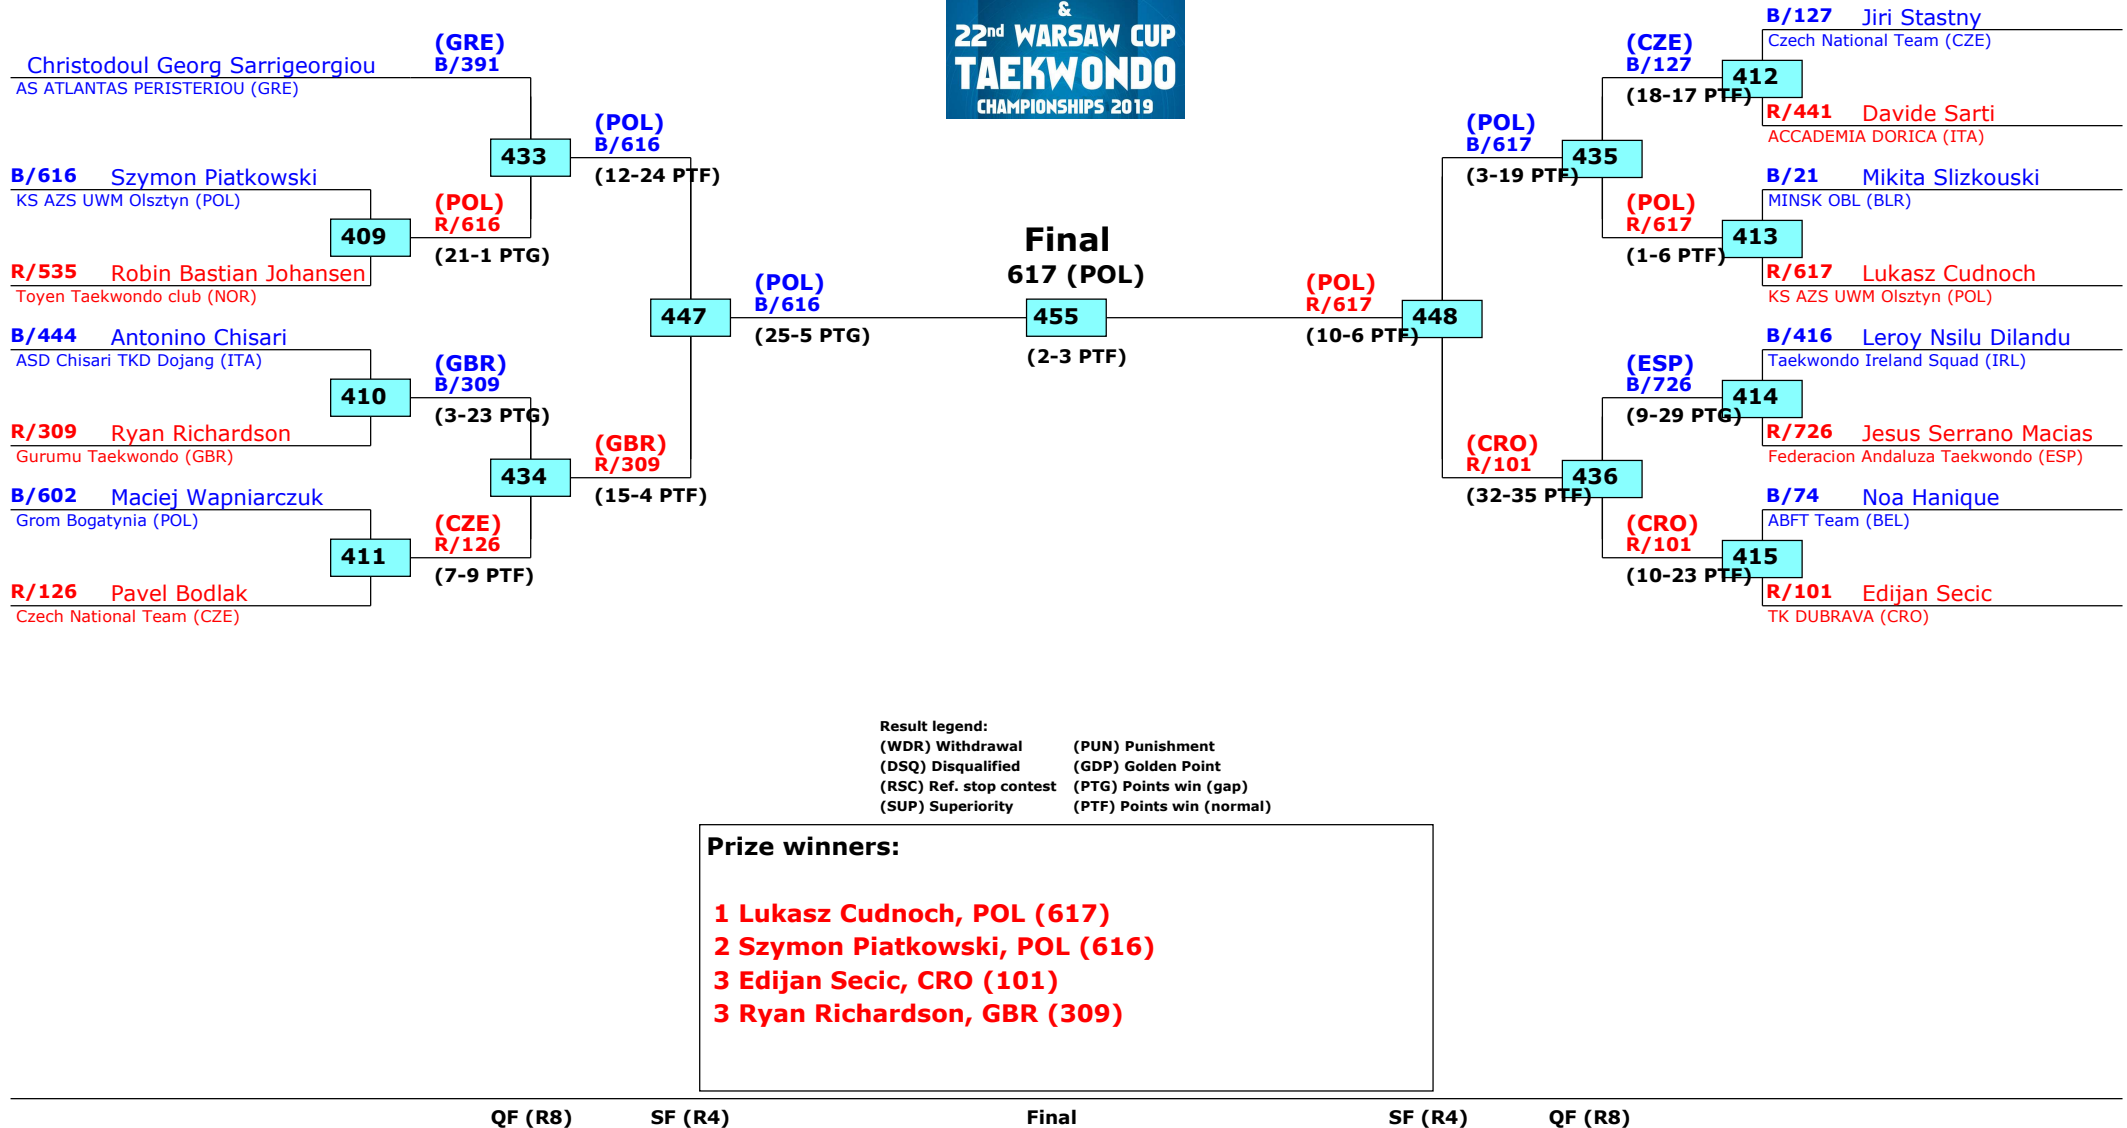 &
22nd WARSAW CUP
TAEKWONDO
CHAMPIONSHIPS 2019
Christodoul Georg Sarrigeorgiou
AS ATLANTAS PERISTERIOU (GRE)
(GRE)
B/391
B/616 Szymon Piatkowski
KS AZS UWM Olsztyn (POL)
409
R/535 Robin Bastian Johansen
Toyen Taekwondo club (NOR)
(POL)
R/616
(21-1 PTG)
433
(POL)
B/616
(12-24 PTF)
B/444 Antonino Chisari
ASD Chisari TKD Dojang (ITA)
410
R/309 Ryan Richardson
Gurumu Taekwondo (GBR)
(GBR)
B/309
(3-23 PTG)
B/602 Maciej Wapniarczuk
Grom Bogatynia (POL)
411
R/126 Pavel Bodlak
Czech National Team (CZE)
(CZE)
R/126
(7-9 PTF)
434
(GBR)
R/309
(15-4 PTF)
447
(POL)
B/616
(25-5 PTG)
Final
617 (POL)
455
(2-3 PTF)
(POL)
R/617
(10-6 PTF)
448
(POL)
B/617
(3-19 PTF)
435
(CZE)
B/127
(18-17 PTF)
412
B/127 Jiri Stastny
Czech National Team (CZE)
R/441 Davide Sarti
ACCADEMIA DORICA (ITA)
(POL)
R/617
(1-6 PTF)
413
B/21 Mikita Slizkouski
MINSK OBL (BLR)
R/617 Lukasz Cudnoch
KS AZS UWM Olsztyn (POL)
(CRO)
R/101
(32-35 PTF)
436
(ESP)
B/726
(9-29 PTG)
414
B/416 Leroy Nsilu Dilandu
Taekwondo Ireland Squad (IRL)
R/726 Jesus Serrano Macias
Federacion Andaluza Taekwondo (ESP)
(CRO)
R/101
(10-23 PTF)
415
B/74 Noa Hanique
ABFT Team (BEL)
R/101 Edijan Secic
TK DUBRAVA (CRO)
Result legend:
(WDR) Withdrawal (PUN) Punishment
(DSQ) Disqualified (GDP) Golden Point
(RSC) Ref. stop contest (PTG) Points win (gap)
(SUP) Superiority (PTF) Points win (normal)
Prize winners:
1 Lukasz Cudnoch, POL (617)
2 Szymon Piatkowski, POL (616)
3 Edijan Secic, CRO (101)
3 Ryan Richardson, GBR (309)
QF (R8) SF (R4) Final SF (R4) QF (R8)